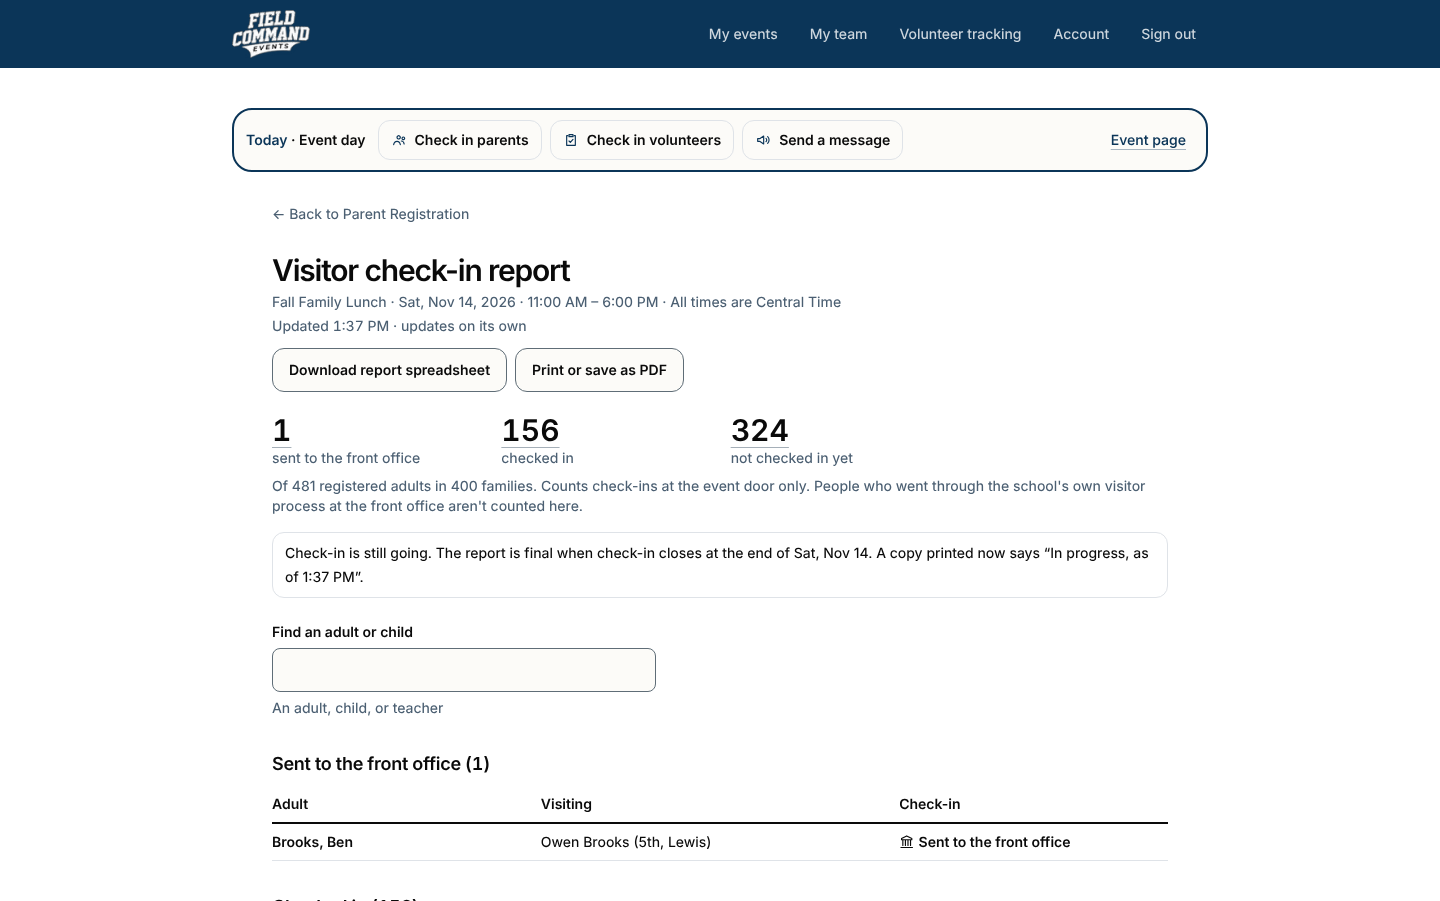 FIELD
COMMAND
EVENTS
My events
My team
Volunteer tracking
Account
Sign out
Today · Event day
Check in parents
Check in volunteers
Send a message
Event page
← Back to Parent Registration
Visitor check-in report
Fall Family Lunch · Sat, Nov 14, 2026 · 11:00 AM – 6:00 PM · All times are Central Time
Updated 1:37 PM · updates on its own
Download report spreadsheet
Print or save as PDF
1
sent to the front office
156
checked in
324
not checked in yet
Of 481 registered adults in 400 families. Counts check-ins at the event door only. People who went through the school's own visitor
process at the front office aren't counted here.
Check-in is still going. The report is final when check-in closes at the end of Sat, Nov 14. A copy printed now says “In progress, as
of 1:37 PM”.
Find an adult or child
An adult, child, or teacher
Sent to the front office (1)
Adult Visiting Check-in
Brooks, Ben Owen Brooks (5th, Lewis) Sent to the front office